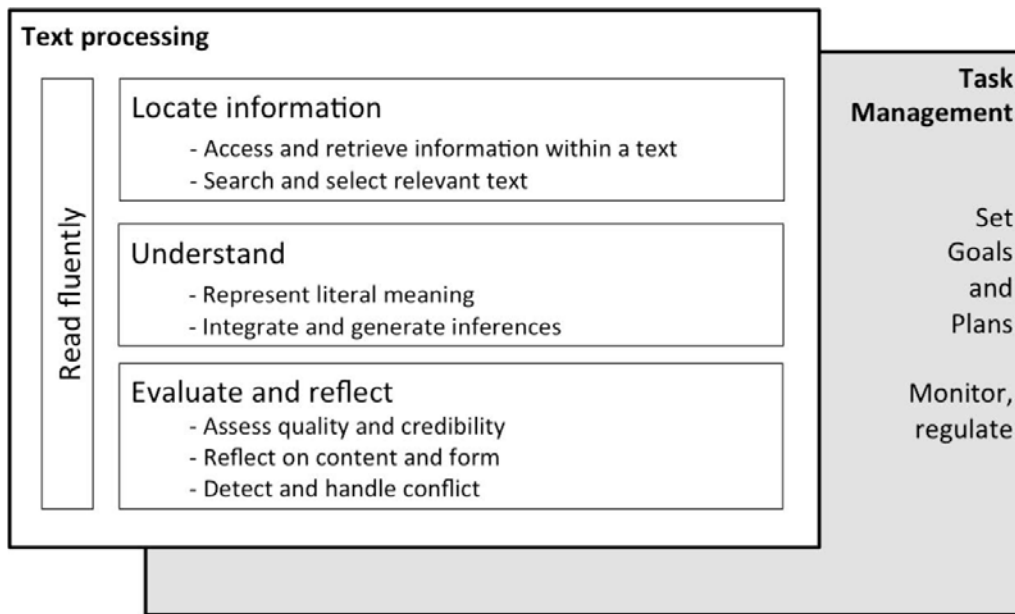 Text processing
Read fluently
Locate information
- Access and retrieve information within a text
- Search and select relevant text
Understand
- Represent literal meaning
- Integrate and generate inferences
Evaluate and reflect
- Assess quality and credibility
- Reflect on content and form
- Detect and handle conflict
Task
Management
Set
Goals
and
Plans
Monitor,
regulate